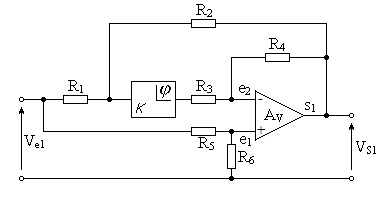 R2
R1
φ
K
R3
R4
e2
-
Av
S1
+
e1
R5
R6
Ve1
VS1